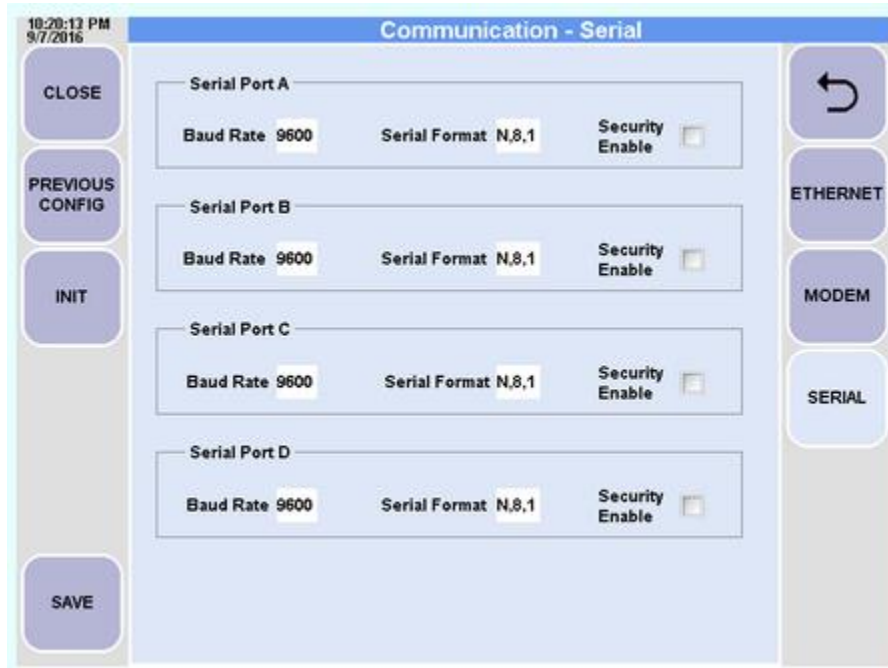 10:20:13 PM
9/7/2016
Communication - Serial
CLOSE
PREVIOUS
CONFIG
INIT
SAVE
Serial Port A
Baud Rate 9600 Serial Format N,8,1 Security
Enable
Serial Port B
Baud Rate 9600 Serial Format N,8,1 Security
Enable
Serial Port C
Baud Rate 9600 Serial Format N,8,1 Security
Enable
Serial Port D
Baud Rate 9600 Serial Format N,8,1 Security
Enable
ETHERNET
MODEM
SERIAL